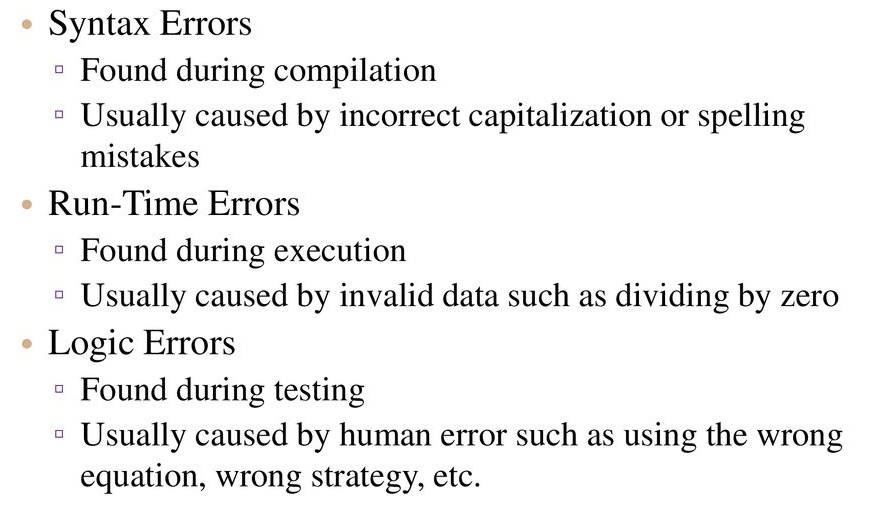 • Syntax Errors
▫ Found during compilation
▫ Usually caused by incorrect capitalization or spelling
mistakes
• Run-Time Errors
▫ Found during execution
▫ Usually caused by invalid data such as dividing by zero
• Logic Errors
▫ Found during testing
▫ Usually caused by human error such as using the wrong
equation, wrong strategy, etc.